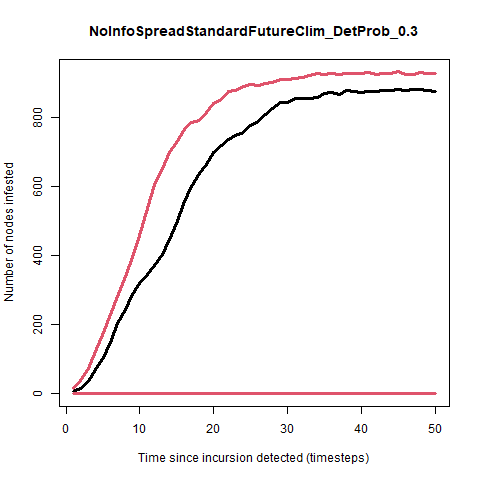 NoInfoSpreadStandardFutureClim_DetProb_0.3
Number of nodes infested
800
600
400
200
0
0 10 20 30 40 50
Time since incursion detected (timesteps)